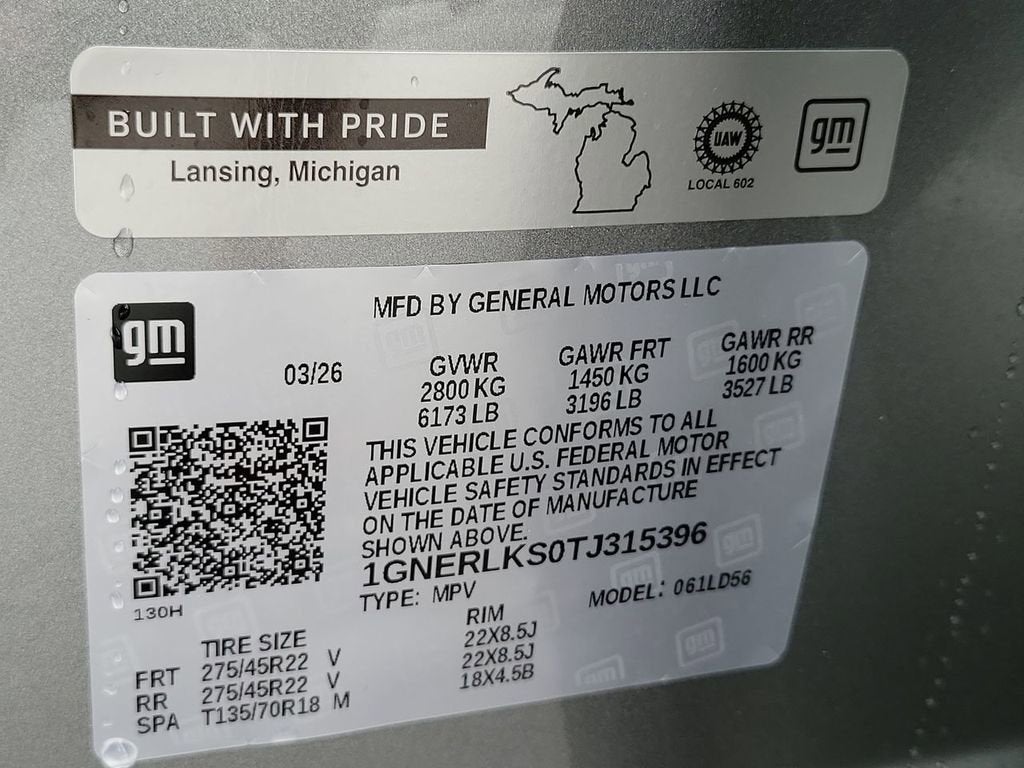 BUILT WITH PRIDE
Lansing, Michigan
UAW
LOCAL 602
gm
gm
MFD BY GENERAL MOTORS LLC
03/26
GVWR GAWR FRT GAWR RR
2800 KG 1450 KG 1600 KG
6173 LB 3196 LB 3527 LB
THIS VEHICLE CONFORMS TO ALL
APPLICABLE U.S. FEDERAL MOTOR
VEHICLE SAFETY STANDARDS IN EFFECT
ON THE DATE OF MANUFACTURE
SHOWN ABOVE.
1GNERLKS0TJ315396
TYPE: MPV MODEL: 061LD56
130H
TIRE SIZE RIM
FRT 275/45R22 V 22X8.5J
RR 275/45R22 V 22X8.5J
SPA T135/70R18 M 18X4.5B